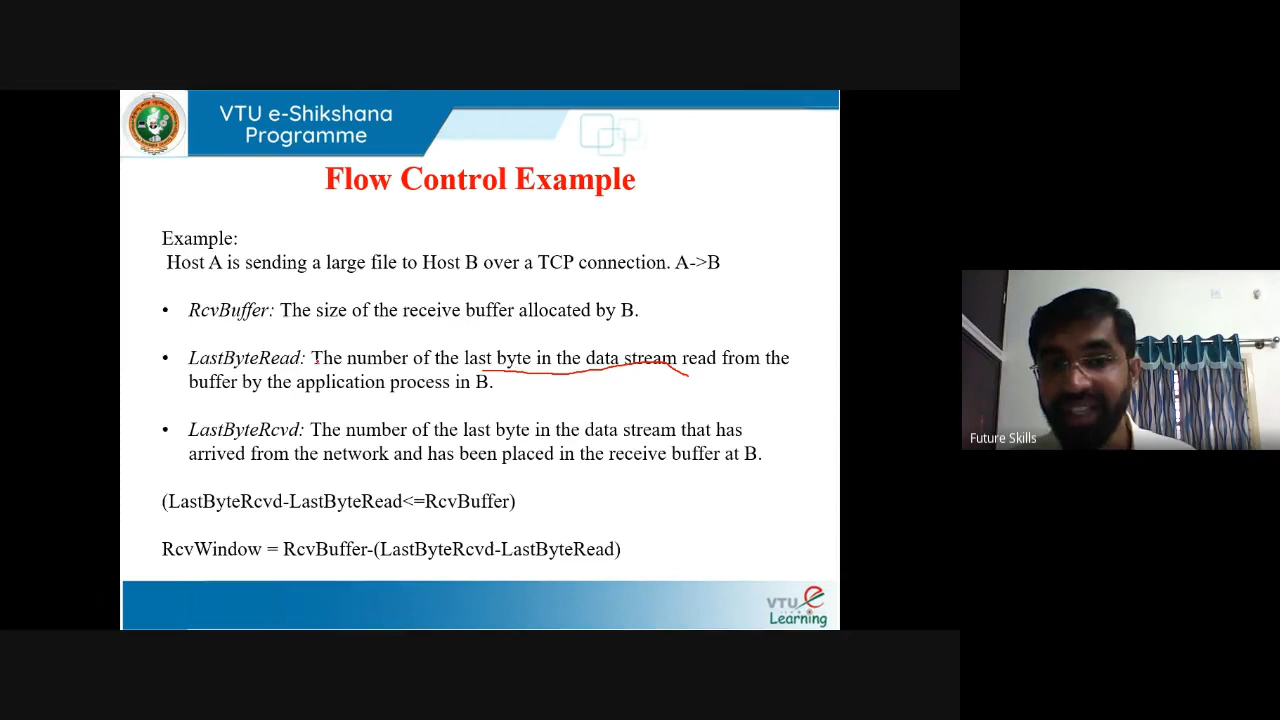 VTU e-Shikshana
Programme
Flow Control Example
Example:
Host A is sending a large file to Host B over a TCP connection. A->B
• RcvBuffer: The size of the receive buffer allocated by B.
• LastByteRead: The number of the last byte in the data stream read from the
buffer by the application process in B.
• LastByteRcvd: The number of the last byte in the data stream that has
arrived from the network and has been placed in the receive buffer at B.
(LastByteRcvd-LastByteRead<=RcvBuffer)
RcvWindow = RcvBuffer-(LastByteRcvd-LastByteRead)
VTU e
Learning
Future Skills